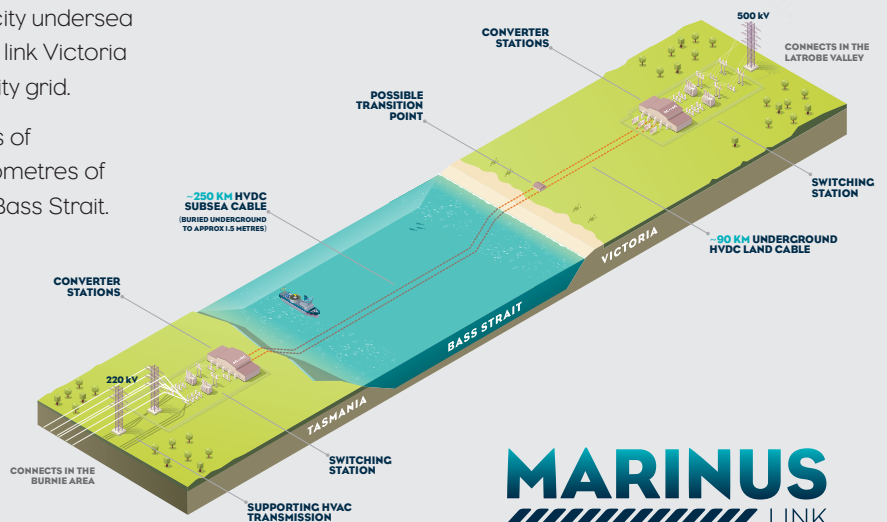 city undersea
link Victoria
ity grid.
s of
ometres of
Bass Strait.
500 kV
CONVERTER
STATIONS
CONNECTS IN THE
LATROBE VALLEY
POSSIBLE
TRANSITION
POINT
SWITCHING
STATION
~250 KM HVDC
SUBSEA CABLE
(BURIED UNDERGROUND
TO APPROX 1.5 METRES)
~90 KM UNDERGROUND
HVDC LAND CABLE
VICTORIA
CONVERTER
STATIONS
BASS STRAIT
220 kV
TASMANIA
SWITCHING
STATION
CONNECTS IN THE
BURNIE AREA
SUPPORTING HVAC
TRANSMISSION
MARINUS
LINK